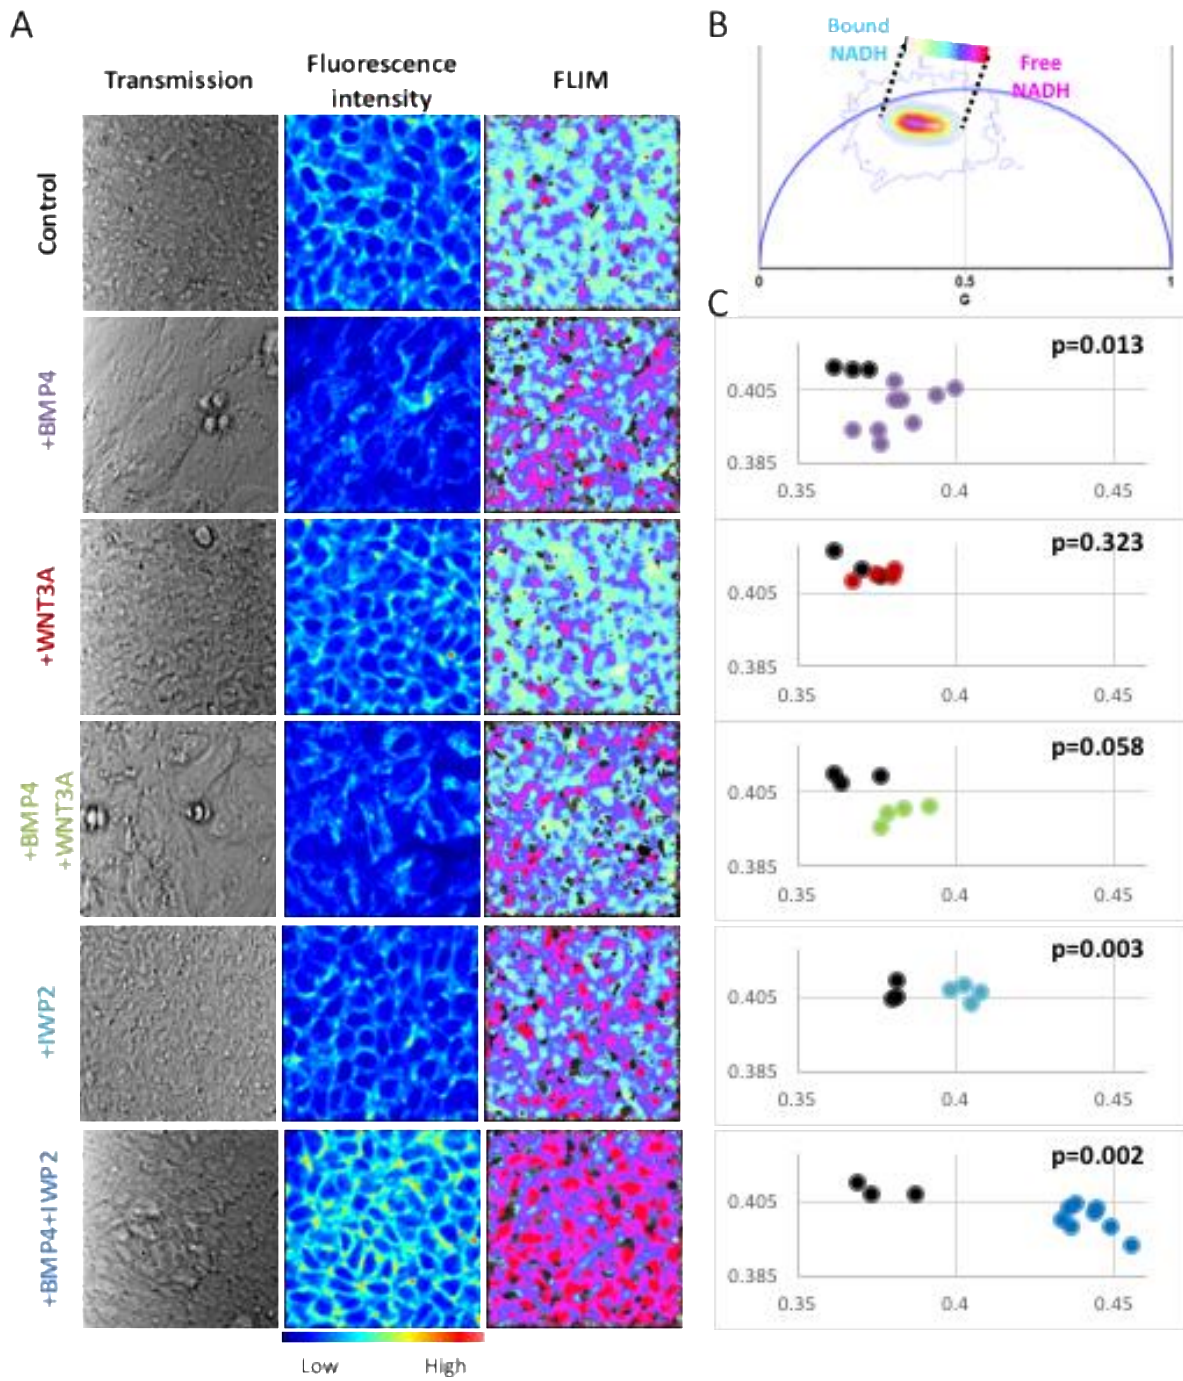 A
Transmission
Fluorescence
intensity
FLIM
Control
+BMP4
+WNT3A
+BMP4
+WNT3A
+IWP2
+BMP4+IWP2
Low
High
B
Bound
NADH
Free
NADH
0
0.5
1
G
C
p=0.013
0.405
0.385
0.35
0.4
0.45
p=0.323
0.405
0.385
0.35
0.4
0.45
p=0.058
0.405
0.385
0.35
0.4
0.45
p=0.003
0.405
0.385
0.35
0.4
0.45
p=0.002
0.405
0.385
0.35
0.4
0.45